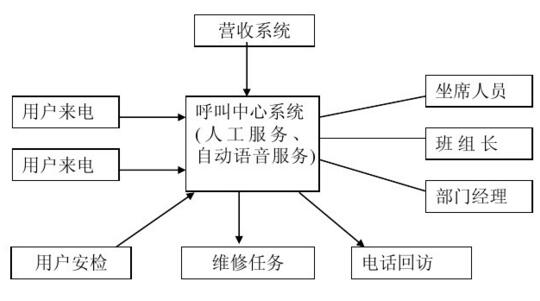 营收系统
用户来电
用户来电
呼叫中心系统
(人工服务、
自动语音服务)
坐席人员
班组长
部门经理
用户安检
维修任务
电话回访